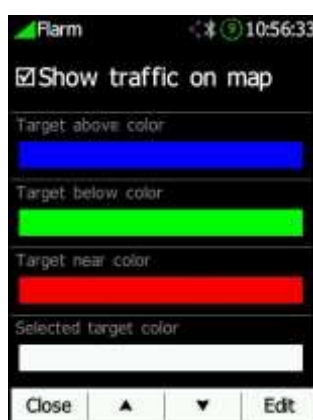 Flarm 9 10:56:33
Show traffic on map
Target above color
Target below color
Target near color
Selected target color
Close Edit